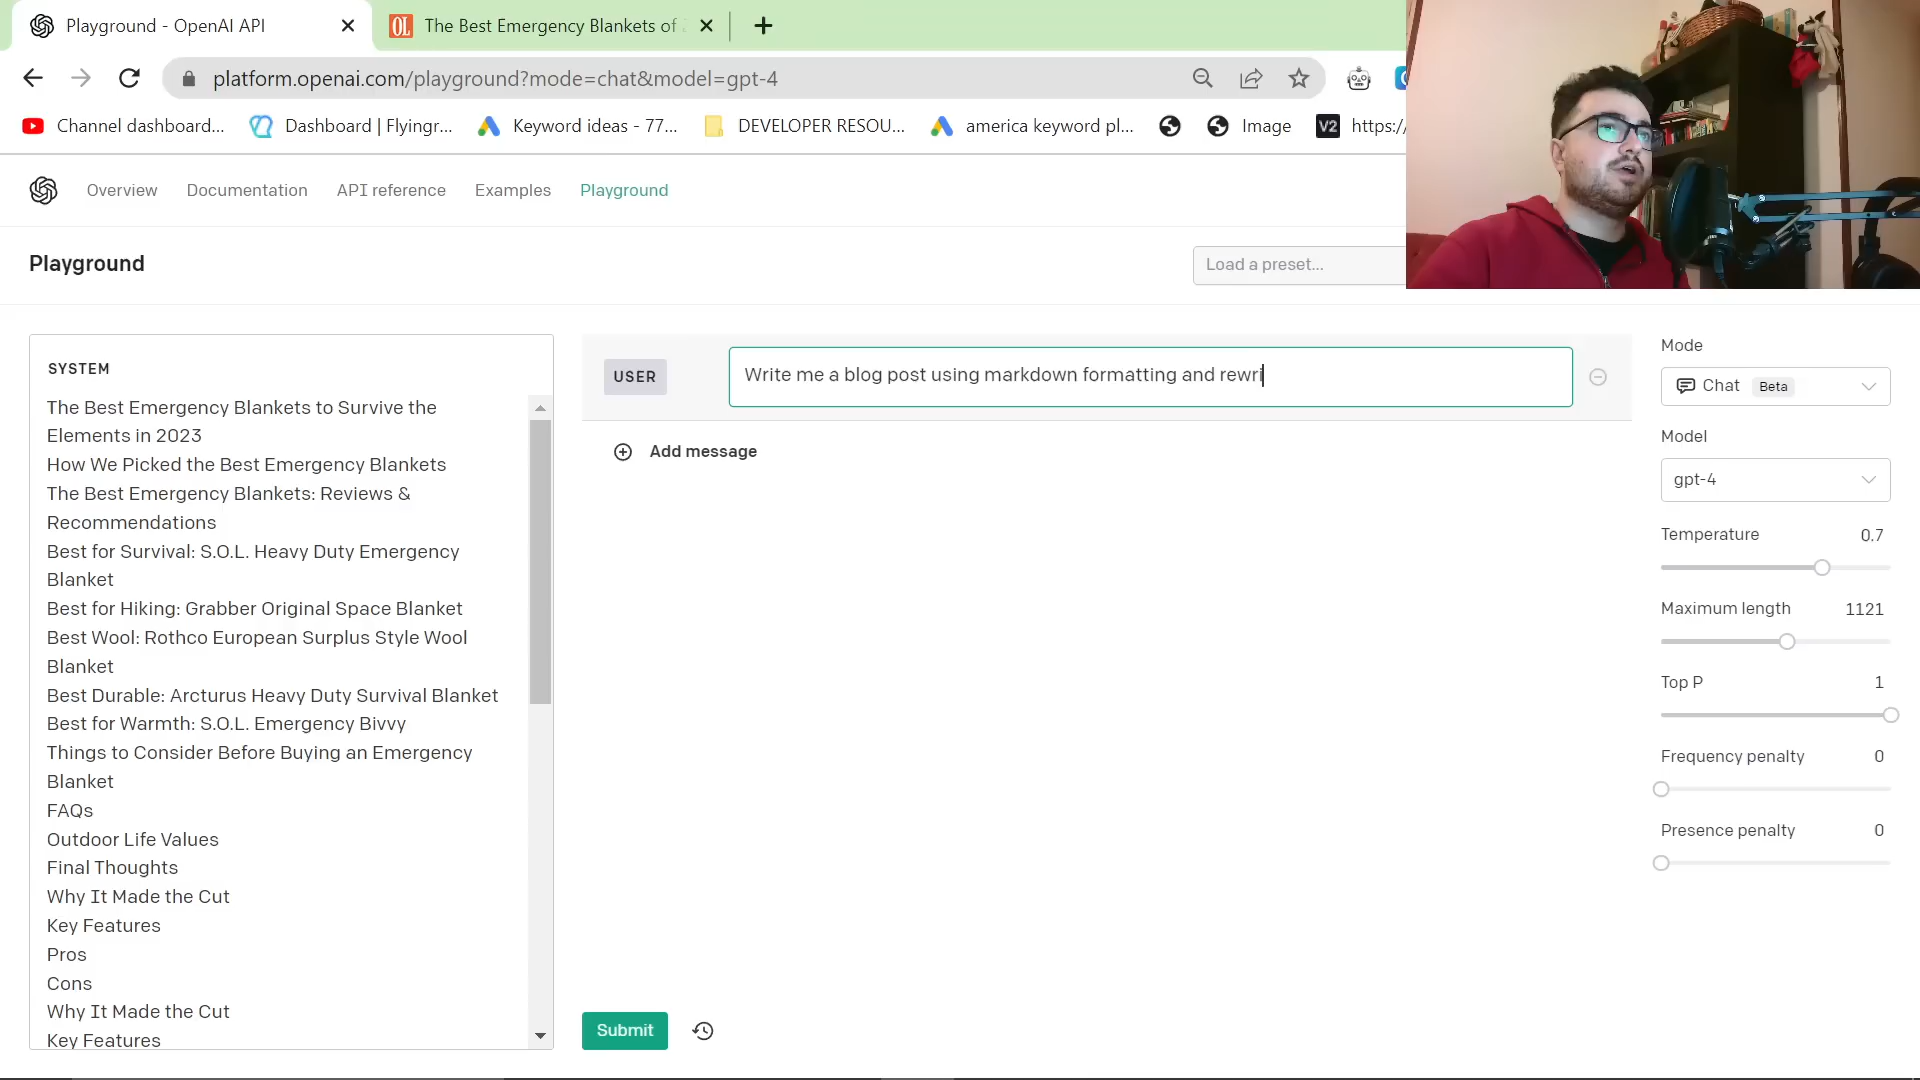 Playground - OpenAI API
OL
The Best Emergency Blankets of
platform.openai.com/playground?mode=chat&model=gpt-4
Channel dashboard...
Dashboard | Flyingr...
Keyword ideas - 77...
DEVELOPER RESOU...
america keyword pl...
Image
V2
https:/
Overview
Documentation
API reference
Examples
Playground
Playground
Load a preset...
SYSTEM
The Best Emergency Blankets to Survive the
Elements in 2023
How We Picked the Best Emergency Blankets
The Best Emergency Blankets: Reviews &
Recommendations
Best for Survival: S.O.L. Heavy Duty Emergency
Blanket
Best for Hiking: Grabber Original Space Blanket
Best Wool: Rothco European Surplus Style Wool
Blanket
Best Durable: Arcturus Heavy Duty Survival Blanket
Best for Warmth: S.O.L. Emergency Bivvy
Things to Consider Before Buying an Emergency
Blanket
FAQs
Outdoor Life Values
Final Thoughts
Why It Made the Cut
Key Features
Pros
Cons
Why It Made the Cut
Key Features
USER
Write me a blog post using markdown formatting and rewri
Add message
Submit
Mode
Chat Beta
Model
gpt-4
Temperature 0.7
Maximum length 1121
Top P 1
Frequency penalty 0
Presence penalty 0